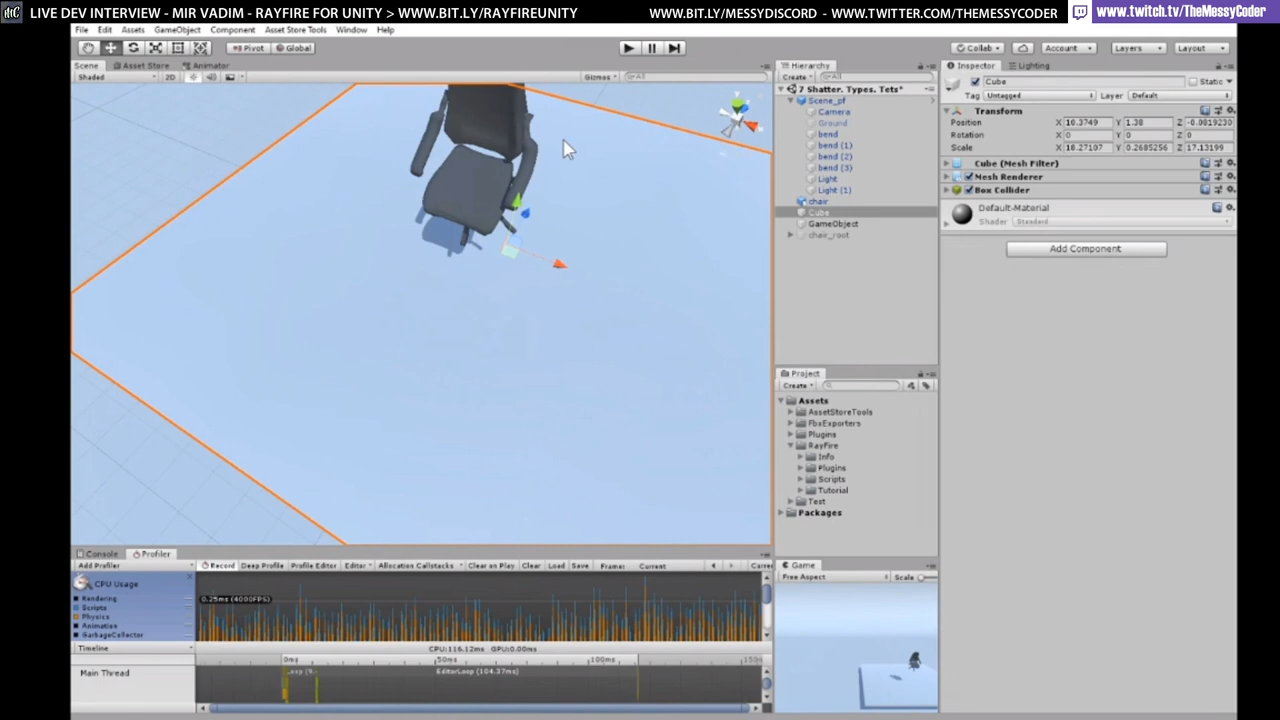 LIVE DEV INTERVIEW - MIR VADIM - RAYFIRE FOR UNITY > WWW.BIT.LY/RAYFIREUNITY
WWW.BIT.LY/MESSYDISCORD - WWW.TWITTER.COM/THEMESSYCODER
www.twitch.tv/TheMessyCoder
File Edit Assets GameObject Component Asset Store Tools Window Help
Pivot Global
Collab Account Layers Layout
Scene Asset Store Animator
Shaded 2D Gizmos All
Hierarchy
Create All
7 Shatter. Types. Tets*
Scene_pf
Camera
Ground
bend
bend (1)
bend (2)
bend (3)
Light
Light (1)
chair
Cube
GameObject
chair_root
Inspector Lighting
Cube Static
Tag Untagged Layer Default
Transform
Position X 10.3749 Y 1.38 Z -0.0819230
Rotation X 0 Y 0 Z 0
Scale X 18.27107 Y 0.2685256 Z 17.13199
Cube (Mesh Filter)
Mesh Renderer
Box Collider
Default-Material
Shader Standard
Add Component
Project
Create
Assets
AssetStoreTools
FbxExporters
Plugins
RayFire
Info
Plugins
Scripts
Tutorial
Test
Packages
Console Profiler
Add Profiler Record Deep Profile Profile Editor Editor Allocation Callstacks Clear on Play Clear Load Save Frame: Current
CPU Usage
Rendering
Scripts
Physics
Animation
GarbageCollector
0.25ms (4000FPS)
Timeline CPU:116.12ms GPU:0.00ms
0ms 50ms 100ms
Main Thread EditorLoop (104.37ms)
Game
Free Aspect Scale